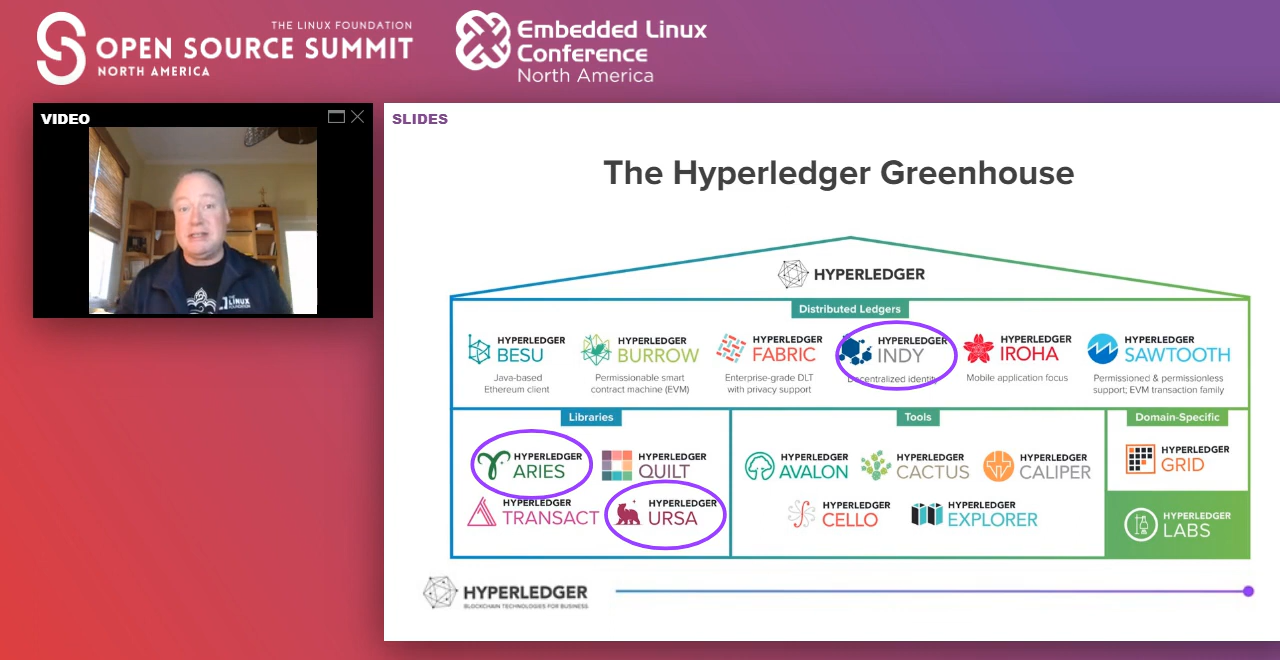 THE LINUX FOUNDATION
OPEN SOURCE SUMMIT
NORTH AMERICA
Embedded Linux
Conference
North America
VIDEO
LINUX
FOUNDATION
SLIDES
The Hyperledger Greenhouse
HYPERLEDGER
Distributed Ledgers
HYPERLEDGER
BESU
Java-based
Ethereum client
HYPERLEDGER
BURROW
Permissionable smart
contract machine (EVM)
HYPERLEDGER
FABRIC
Enterprise-grade DLT
with privacy support
HYPERLEDGER
INDY
Decentralized identity
HYPERLEDGER
IROHA
Mobile application focus
HYPERLEDGER
SAWTOOTH
Permissioned & permissionless
support; EVM transaction family
Libraries
HYPERLEDGER
ARIES
HYPERLEDGER
QUILT
HYPERLEDGER
TRANSACT
HYPERLEDGER
URSA
Tools
HYPERLEDGER
AVALON
HYPERLEDGER
CACTUS
HYPERLEDGER
CALIPER
HYPERLEDGER
CELLO
HYPERLEDGER
EXPLORER
Domain-Specific
HYPERLEDGER
GRID
HYPERLEDGER
LABS
HYPERLEDGER
BLOCKCHAIN TECHNOLOGIES FOR BUSINESS